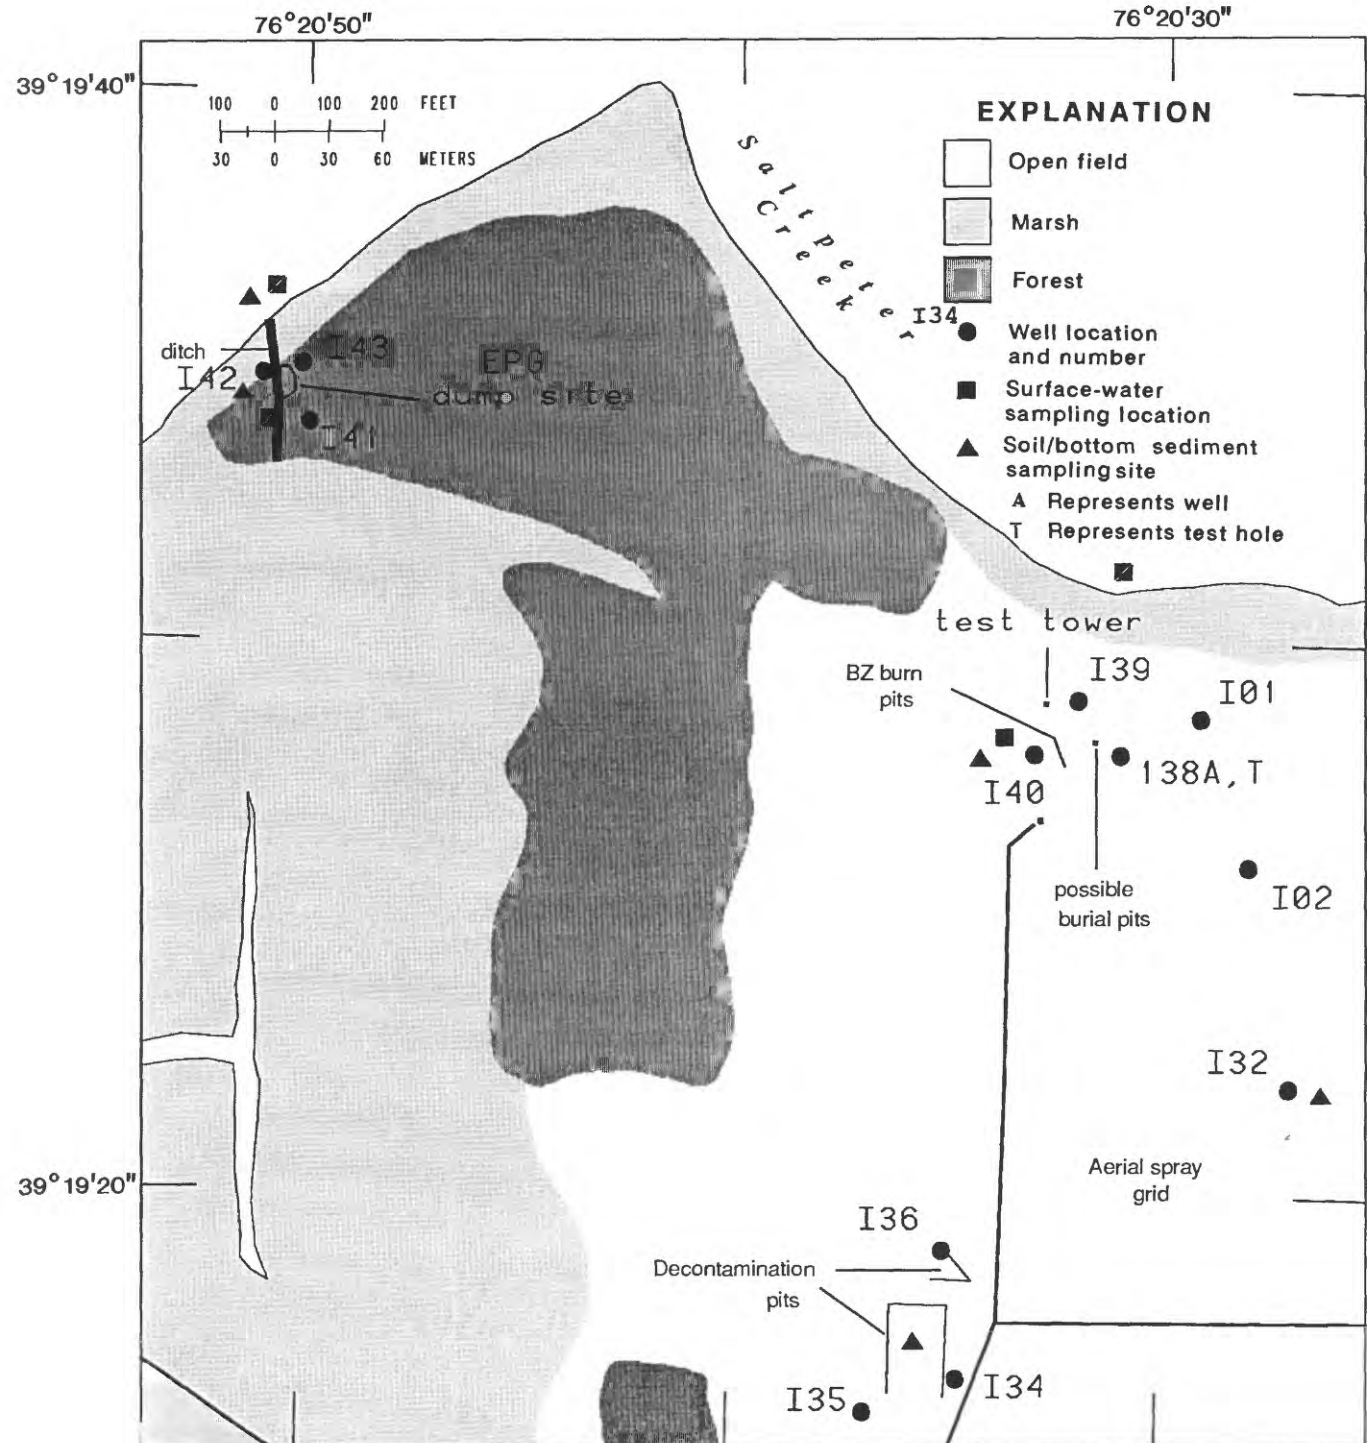 76°20'50"
76°20'30"
39°19'40"
100 0 100 200 FEET
30 0 30 60 METERS
Saltpeter
Creek
EXPLANATION
Open field
Marsh
Forest
I34
Well location
and number
Surface-water
sampling location
Soil/bottom sediment
sampling site
A Represents well
T Represents test hole
ditch
I43
I42
EPG
dump site
I41
test tower
BZ burn
pits
I39
I01
I40
138A,T
possible
burial pits
I02
I32
39°19'20"
Aerial spray
grid
I36
Decontamination
pits
I35
I34